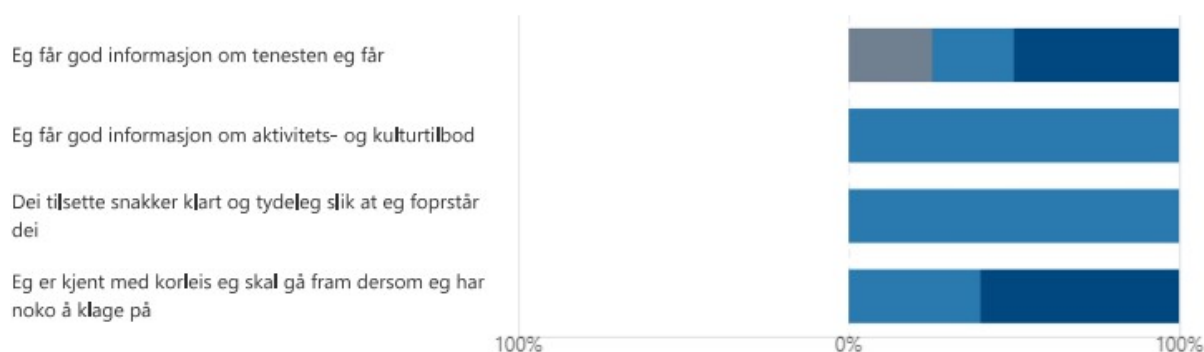 Eg får god informasjon om tenesten eg får
Eg får god informasjon om aktivitets- og kulturtilbod
Dei tilsette snakker klart og tydeleg slik at eg foprstår
dei
Eg er kjent med korleis eg skal gå fram dersom eg har
noko å klage på
100% 0% 100%